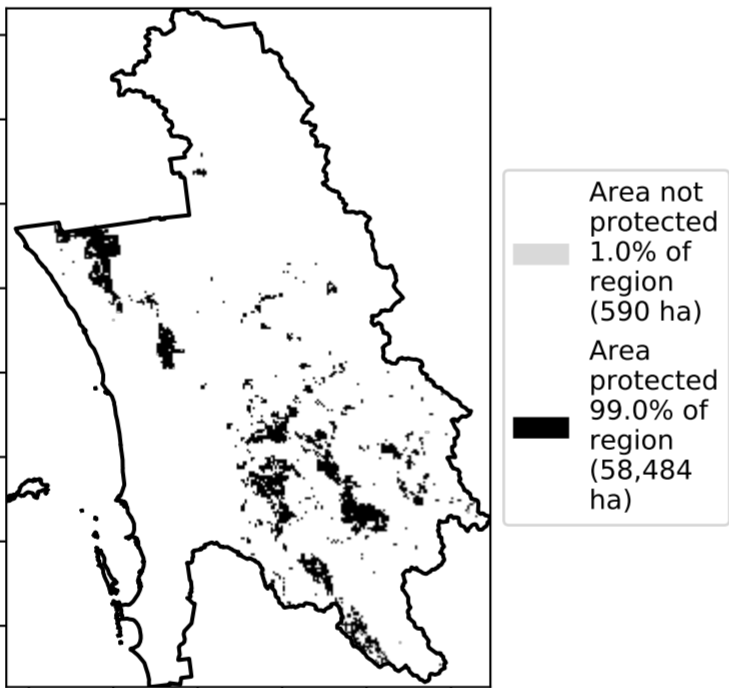 Area not
protected
1.0% of
region
(590 ha)
Area
protected
99.0% of
region
(58,484
ha)